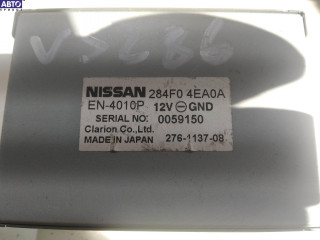 АВТО
NISSAN 284F0 4EA0A
EN-4010P 12V⊖GND
SERIAL NO: 0059150
Clarion Co.,Ltd.
MADE IN JAPAN 276-1137-08